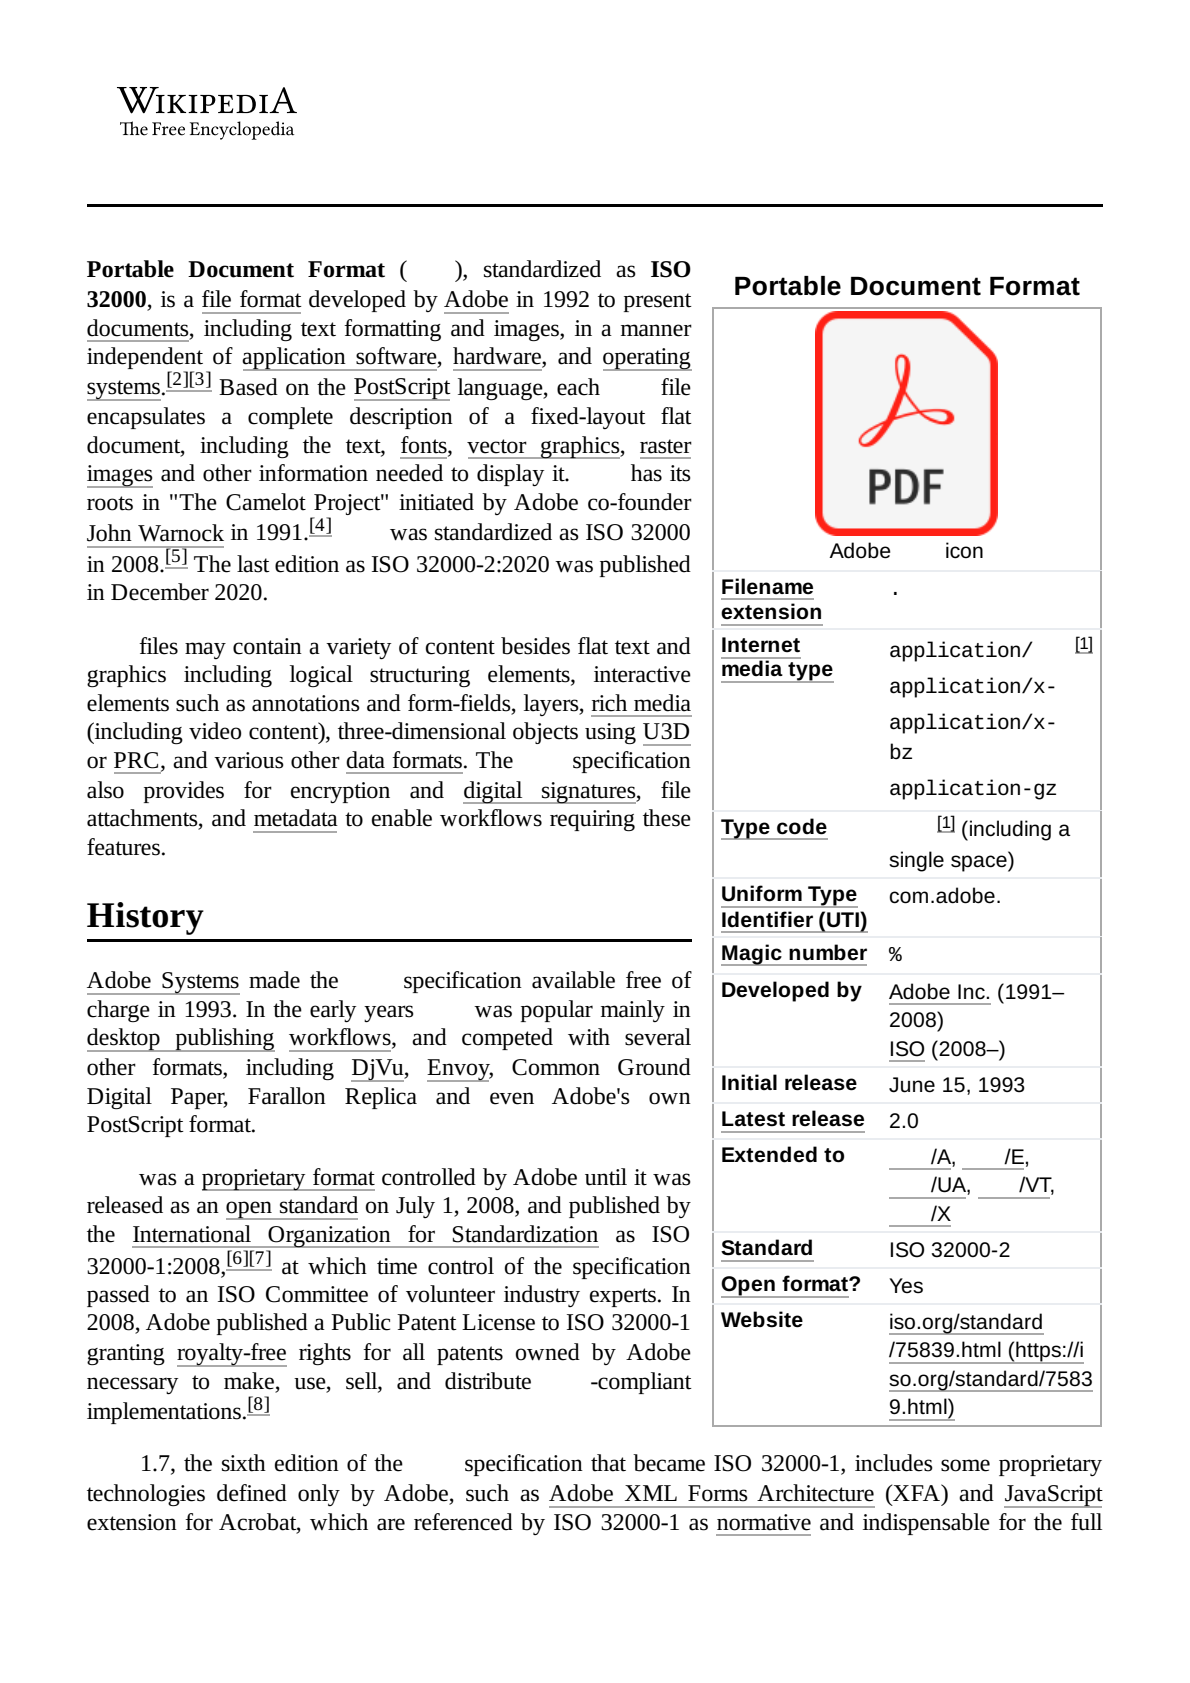 WIKIPEDIA
The Free Encyclopedia
Portable Document Format ( ), standardized as ISO
32000, is a file format developed by Adobe in 1992 to present
documents, including text formatting and images, in a manner
independent of application software, hardware, and operating
systems.[2][3] Based on the PostScript language, each file
encapsulates a complete description of a fixed-layout flat
document, including the text, fonts, vector graphics, raster
images and other information needed to display it. has its
roots in "The Camelot Project" initiated by Adobe co-founder
John Warnock in 1991.[4] was standardized as ISO 32000
in 2008.[5] The last edition as ISO 32000-2:2020 was published
in December 2020.
files may contain a variety of content besides flat text and
graphics including logical structuring elements, interactive
elements such as annotations and form-fields, layers, rich media
(including video content), three-dimensional objects using U3D
or PRC, and various other data formats. The specification
also provides for encryption and digital signatures, file
attachments, and metadata to enable workflows requiring these
features.
History
Adobe Systems made the specification available free of
charge in 1993. In the early years was popular mainly in
desktop publishing workflows, and competed with several
other formats, including DjVu, Envoy, Common Ground
Digital Paper, Farallon Replica and even Adobe's own
PostScript format.
was a proprietary format controlled by Adobe until it was
released as an open standard on July 1, 2008, and published by
the International Organization for Standardization as ISO
32000-1:2008,[6][7] at which time control of the specification
passed to an ISO Committee of volunteer industry experts. In
2008, Adobe published a Public Patent License to ISO 32000-1
granting royalty-free rights for all patents owned by Adobe
necessary to make, use, sell, and distribute -compliant
implementations.[8]
Portable Document Format
PDF
Adobe icon
Filename .
extension
Internet application/ [1]
media type
application/x-
application/x-
bz
application-gz
Type code [1] (including a
single space)
Uniform Type com.adobe.
Identifier (UTI)
Magic number %
Developed by Adobe Inc. (1991–
2008)
ISO (2008–)
Initial release June 15, 1993
Latest release 2.0
Extended to /A, /E,
/UA, /VT,
/X
Standard ISO 32000-2
Open format? Yes
Website iso.org/standard
/75839.html (https://i
so.org/standard/7583
9.html)
1.7, the sixth edition of the specification that became ISO 32000-1, includes some proprietary
technologies defined only by Adobe, such as Adobe XML Forms Architecture (XFA) and JavaScript
extension for Acrobat, which are referenced by ISO 32000-1 as normative and indispensable for the full